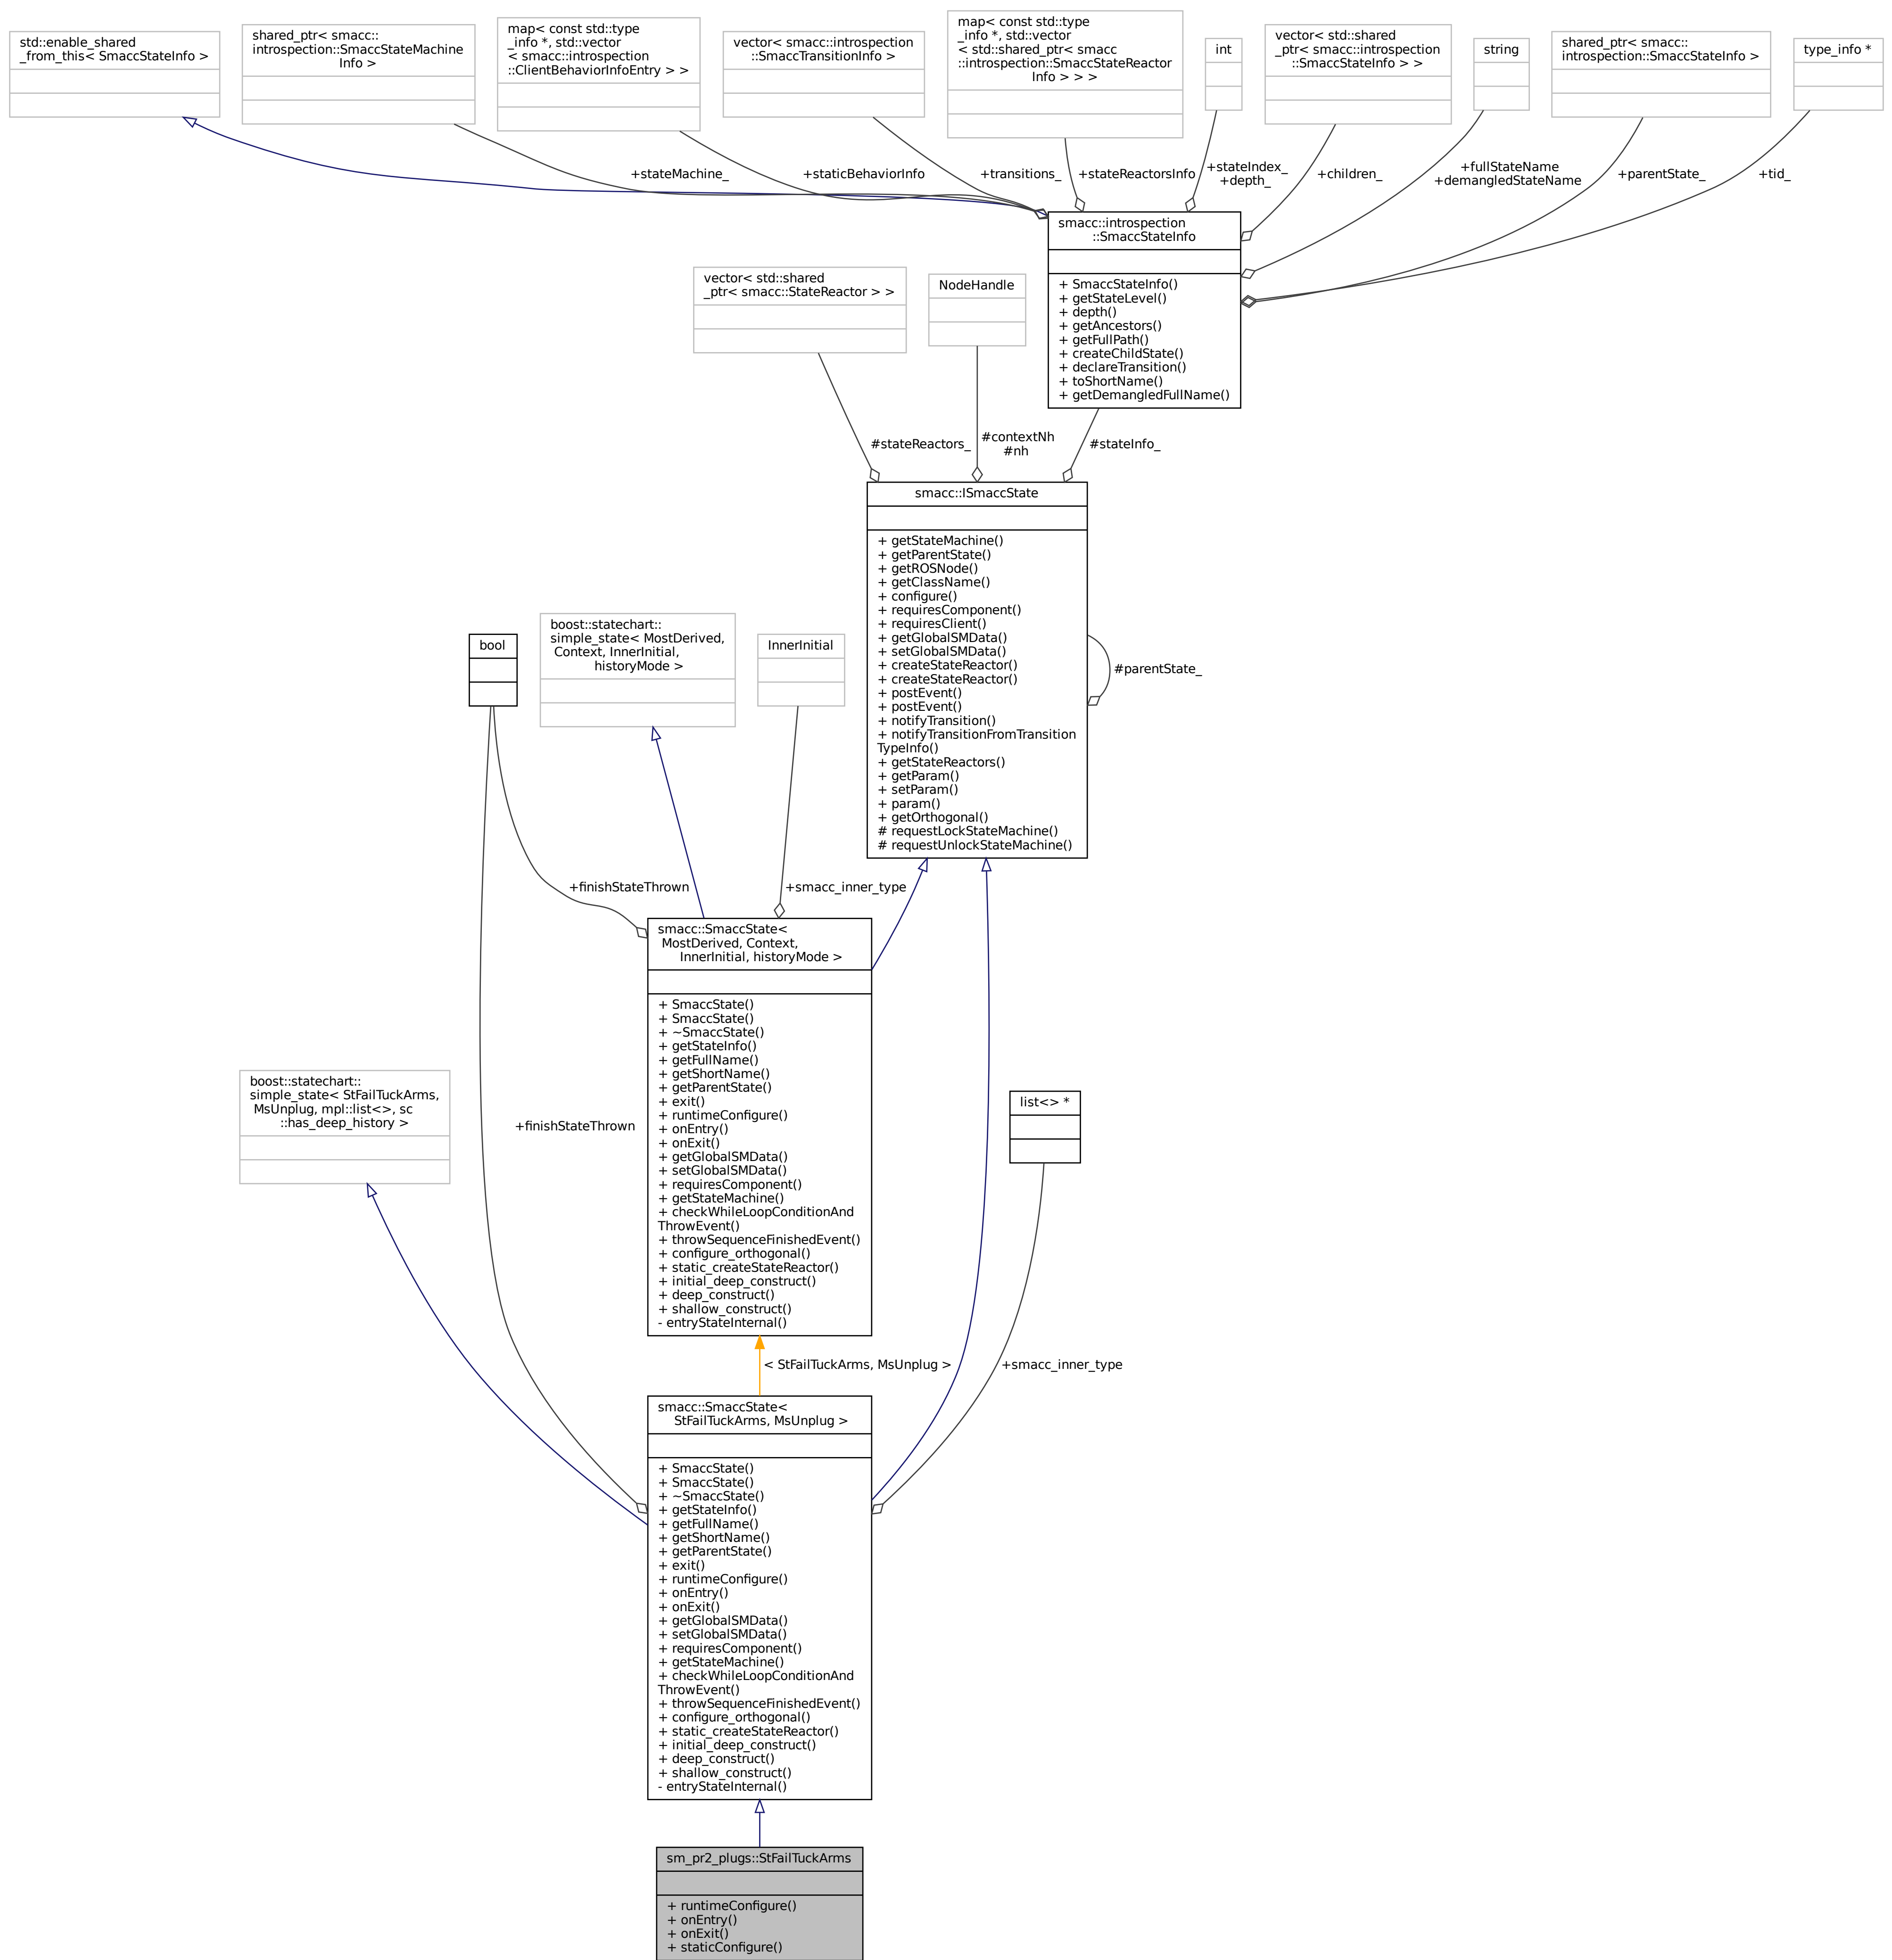 std::enable_shared
_from_this< SmaccStateInfo >
shared_ptr< smacc::
introspection::SmaccStateMachine
Info >
map< const std::type
_info *, std::vector
< smacc::introspection
::ClientBehaviorInfoEntry > >
vector< smacc::introspection
::SmaccTransitionInfo >
map< const std::type
_info *, std::vector
< std::shared_ptr< smacc
::introspection::SmaccStateReactor
Info > > >
int
vector< std::shared
_ptr< smacc::introspection
::SmaccStateInfo > >
string
shared_ptr< smacc::
introspection::SmaccStateInfo >
type_info *
+stateMachine_
+staticBehaviorInfo
+transitions_
+stateReactorsInfo
+stateIndex_
+depth_
+children_
+fullStateName
+demangledStateName
+parentState_
+tid_
smacc::introspection
::SmaccStateInfo
+ SmaccStateInfo()
+ getStateLevel()
+ depth()
+ getAncestors()
+ getFullPath()
+ createChildState()
+ declareTransition()
+ toShortName()
+ getDemangledFullName()
vector< std::shared
_ptr< smacc::StateReactor > >
NodeHandle
#stateReactors_
#contextNh
#nh
#stateInfo_
smacc::ISmaccState
+ getStateMachine()
+ getParentState()
+ getROSNode()
+ getClassName()
+ configure()
+ requiresComponent()
+ requiresClient()
+ getGlobalSMData()
+ setGlobalSMData()
+ createStateReactor()
+ createStateReactor()
+ postEvent()
+ postEvent()
+ notifyTransition()
+ notifyTransitionFromTransition
TypeInfo()
+ getStateReactors()
+ getParam()
+ setParam()
+ param()
+ getOrthogonal()
# requestLockStateMachine()
# requestUnlockStateMachine()
#parentState_
bool
boost::statechart::
simple_state< MostDerived,
Context, InnerInitial,
historyMode >
InnerInitial
+finishStateThrown
+smacc_inner_type
smacc::SmaccState<
MostDerived, Context,
InnerInitial, historyMode >
+ SmaccState()
+ SmaccState()
+ ~SmaccState()
+ getStateInfo()
+ getFullName()
+ getShortName()
+ getParentState()
+ exit()
+ runtimeConfigure()
+ onEntry()
+ onExit()
+ getGlobalSMData()
+ setGlobalSMData()
+ requiresComponent()
+ getStateMachine()
+ checkWhileLoopConditionAnd
ThrowEvent()
+ throwSequenceFinishedEvent()
+ configure_orthogonal()
+ static_createStateReactor()
+ initial_deep_construct()
+ deep_construct()
+ shallow_construct()
- entryStateInternal()
boost::statechart::
simple_state< StFailTuckArms,
MsUnplug, mpl::list<>, sc
::has_deep_history >
+finishStateThrown
list<> *
< StFailTuckArms, MsUnplug >
+smacc_inner_type
smacc::SmaccState<
StFailTuckArms, MsUnplug >
+ SmaccState()
+ SmaccState()
+ ~SmaccState()
+ getStateInfo()
+ getFullName()
+ getShortName()
+ getParentState()
+ exit()
+ runtimeConfigure()
+ onEntry()
+ onExit()
+ getGlobalSMData()
+ setGlobalSMData()
+ requiresComponent()
+ getStateMachine()
+ checkWhileLoopConditionAnd
ThrowEvent()
+ throwSequenceFinishedEvent()
+ configure_orthogonal()
+ static_createStateReactor()
+ initial_deep_construct()
+ deep_construct()
+ shallow_construct()
- entryStateInternal()
sm_pr2_plugs::StFailTuckArms
+ runtimeConfigure()
+ onEntry()
+ onExit()
+ staticConfigure()